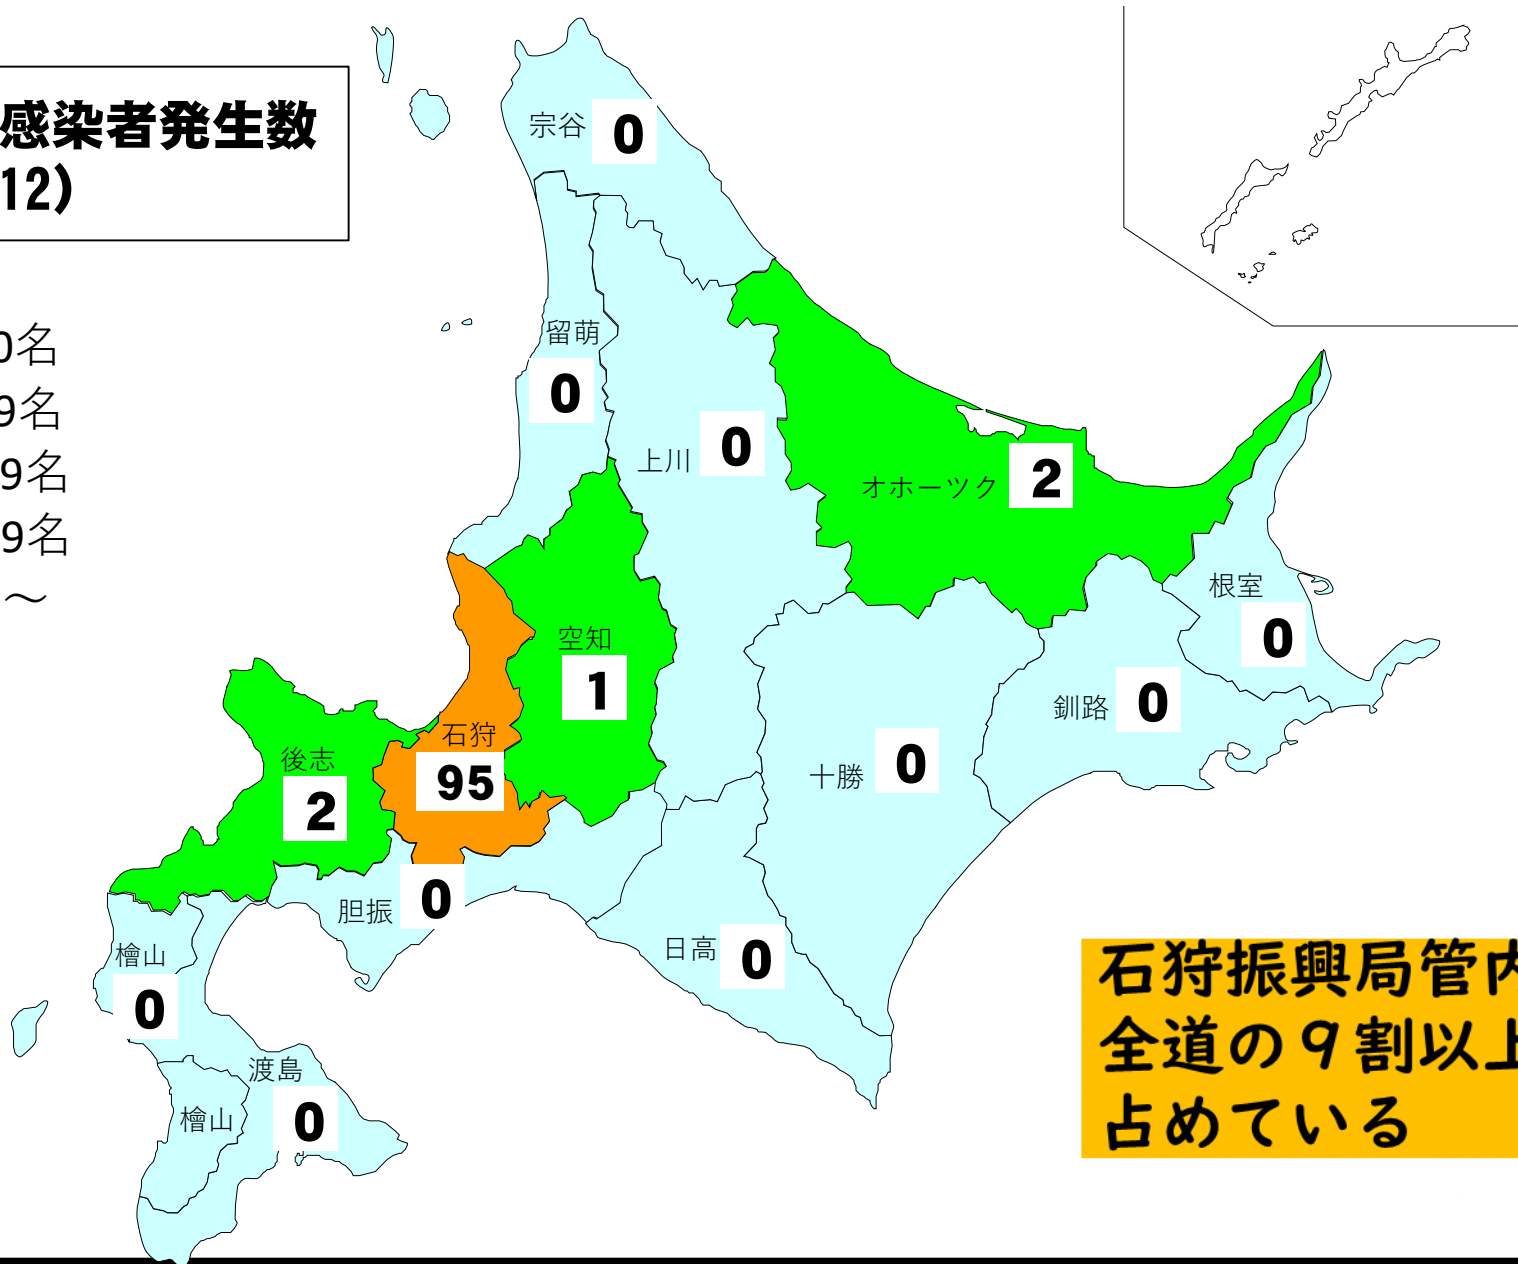 感染者発生数
12)
0名
9名
9名
9名
～
宗谷 0
留萌
0
上川 0
オホーツク 2
根室
0
空知
1
釧路 0
石狩
95
後志
2
十勝 0
胆振 0
日高 0
檜山
0
渡島
0
檜山
石狩振興局管内
全道の９割以上
占めている